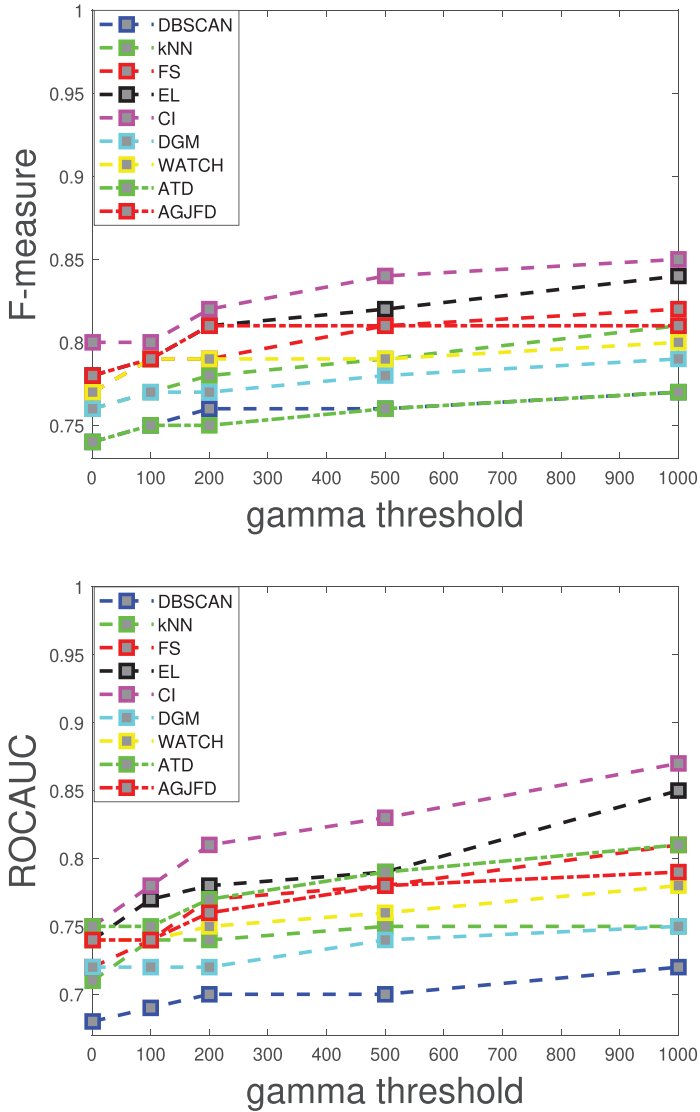 1
0.95
0.9
0.85
0.8
0.75
F-measure
DBSCAN
kNN
FS
EL
CI
DGM
WATCH
ATD
AGJFD
0 100 200 300 400 500 600 700 800 900 1000
gamma threshold
1
0.95
0.9
0.85
0.8
0.75
0.7
ROCAUC
DBSCAN
kNN
FS
EL
CI
DGM
WATCH
ATD
AGJFD
0 100 200 300 400 500 600 700 800 900 1000
gamma threshold